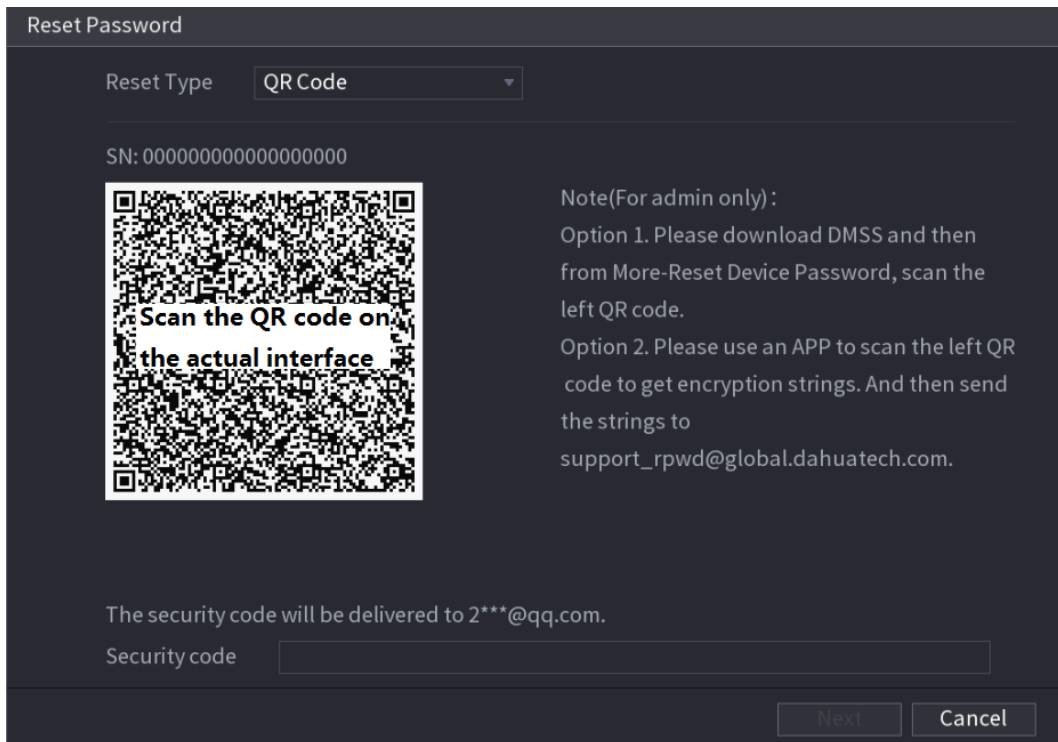 Reset Password
Reset Type QR Code
SN: 000000000000000000
Scan the QR code on
the actual interface
Note(For admin only):
Option 1. Please download DMSS and then
from More-Reset Device Password, scan the
left QR code.
Option 2. Please use an APP to scan the left QR
code to get encryption strings. And then send
the strings to
support_rpwd@global.dahuatech.com.
The security code will be delivered to 2***@qq.com.
Security code
Next Cancel